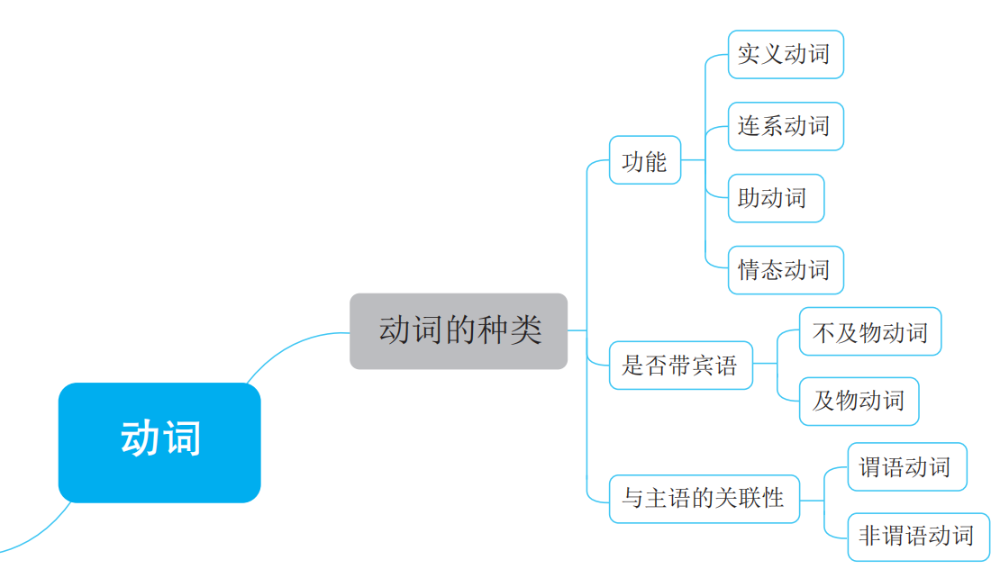 动词
动词的种类
功能
实义动词
连系动词
助动词
情态动词
是否带宾语
不及物动词
及物动词
与主语的关联性
谓语动词
非谓语动词